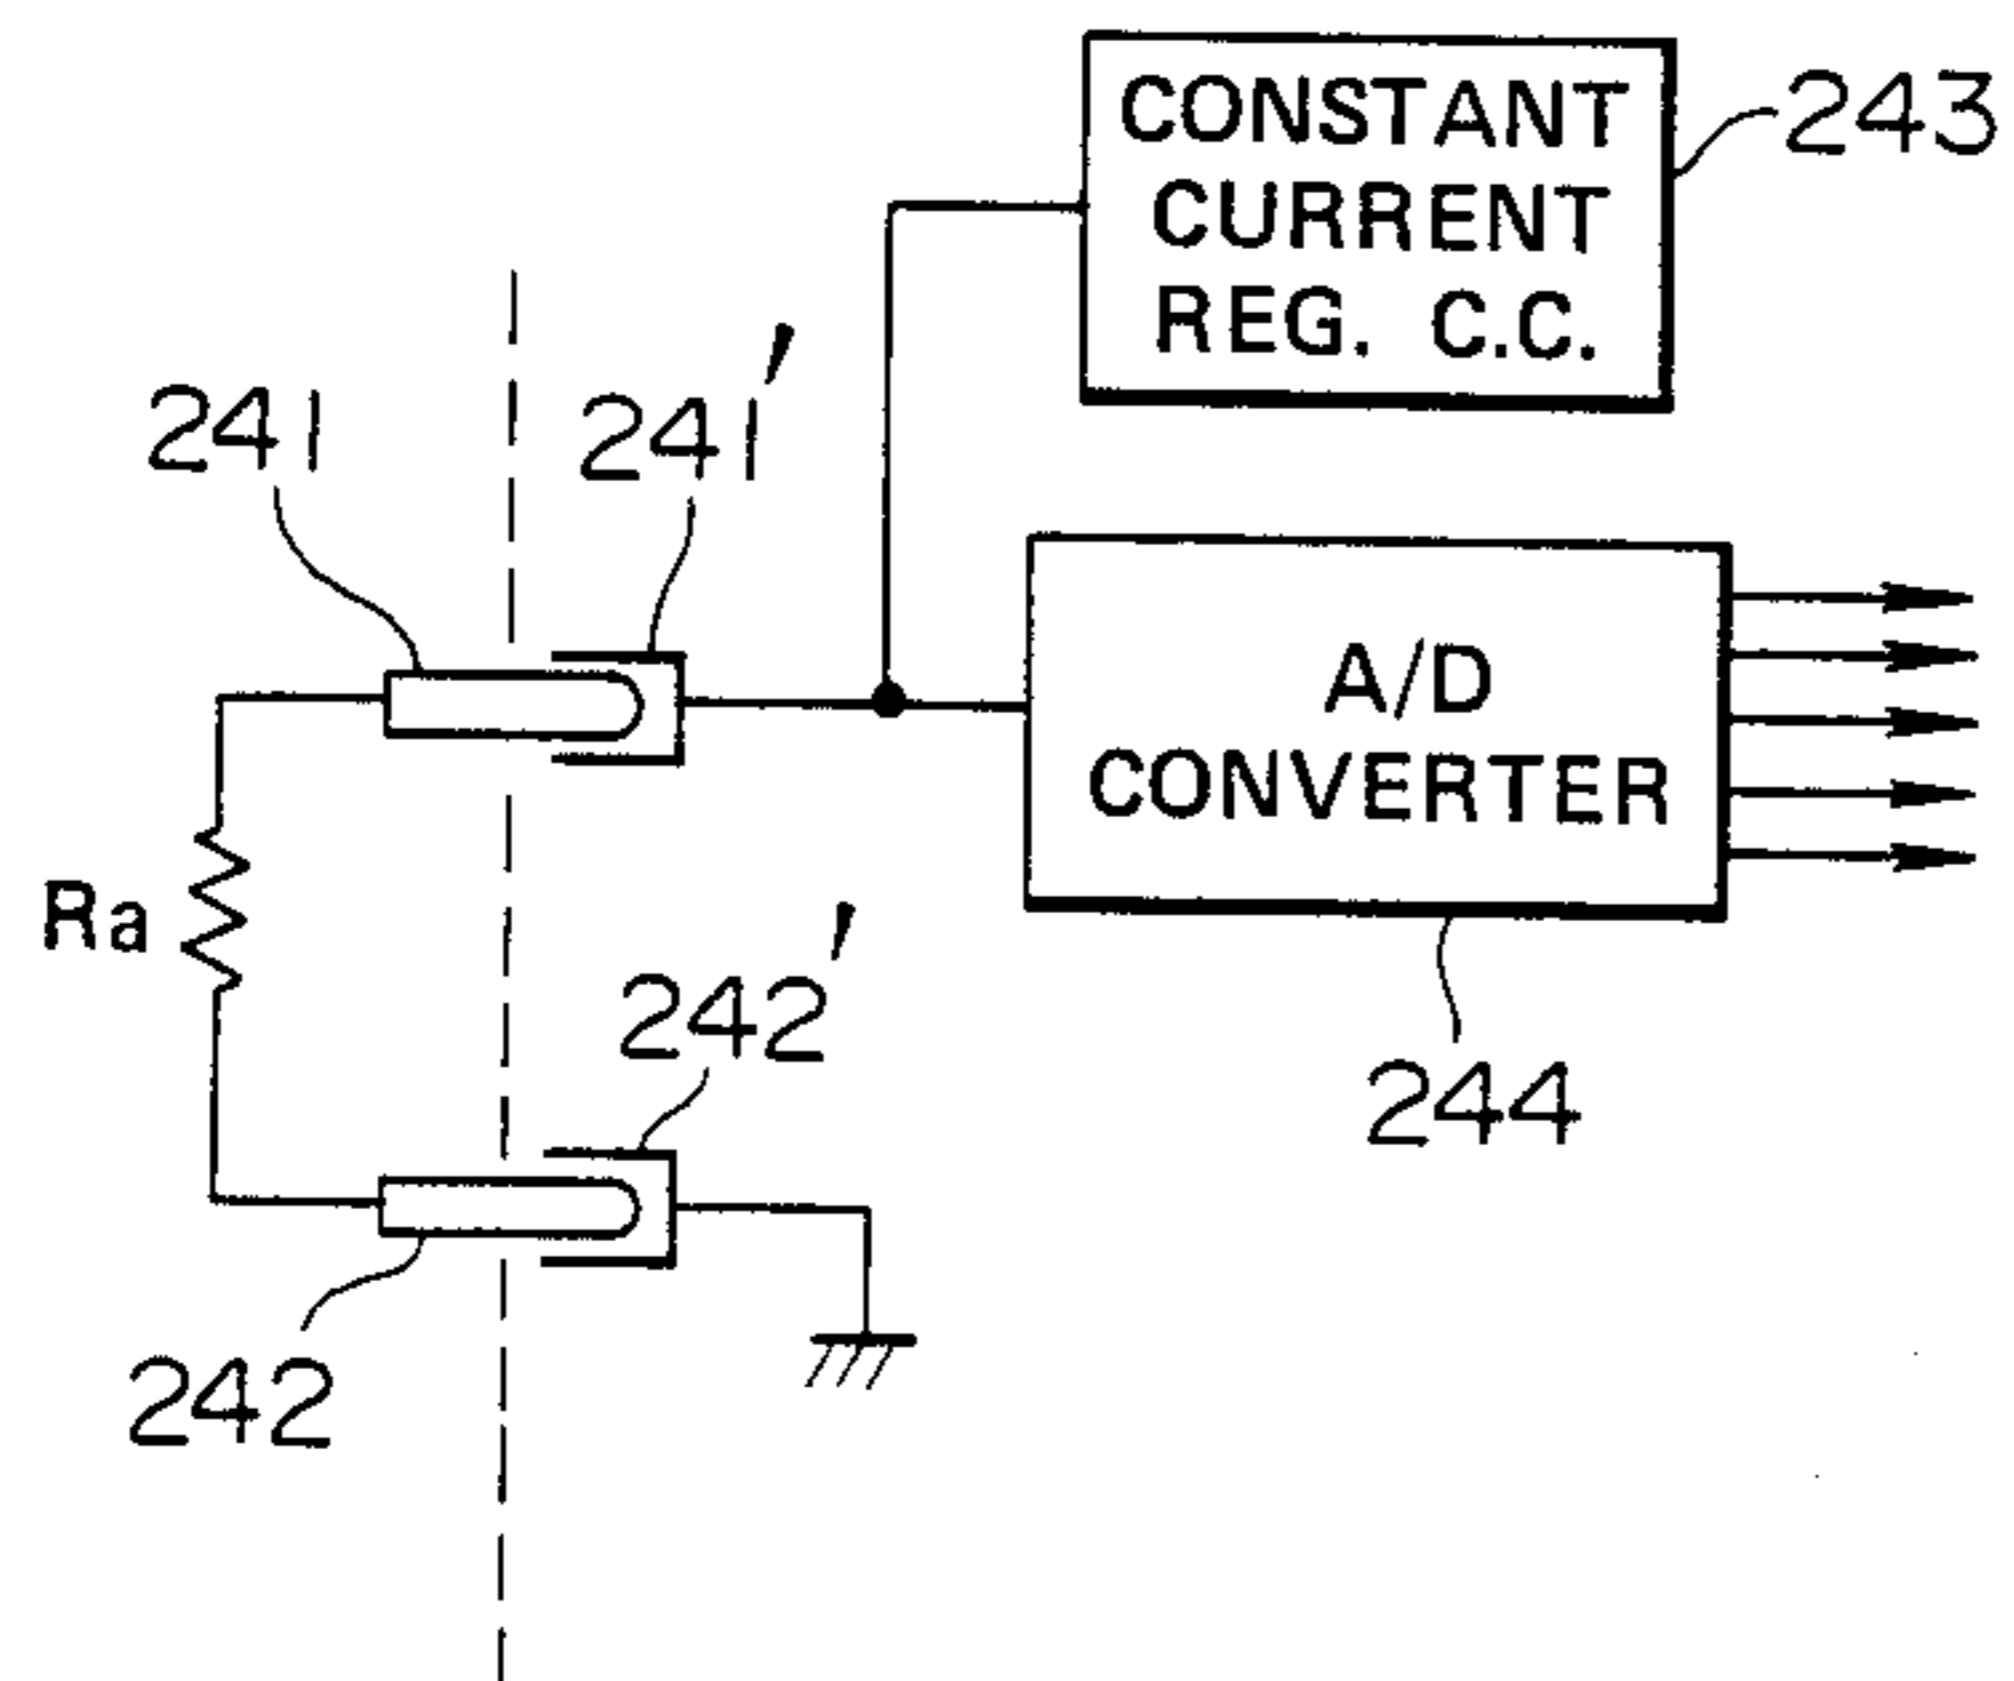 CONSTANT
CURRENT
REG. C.C.
243
241
241'
A/D
CONVERTER
Ra
242'
244
242